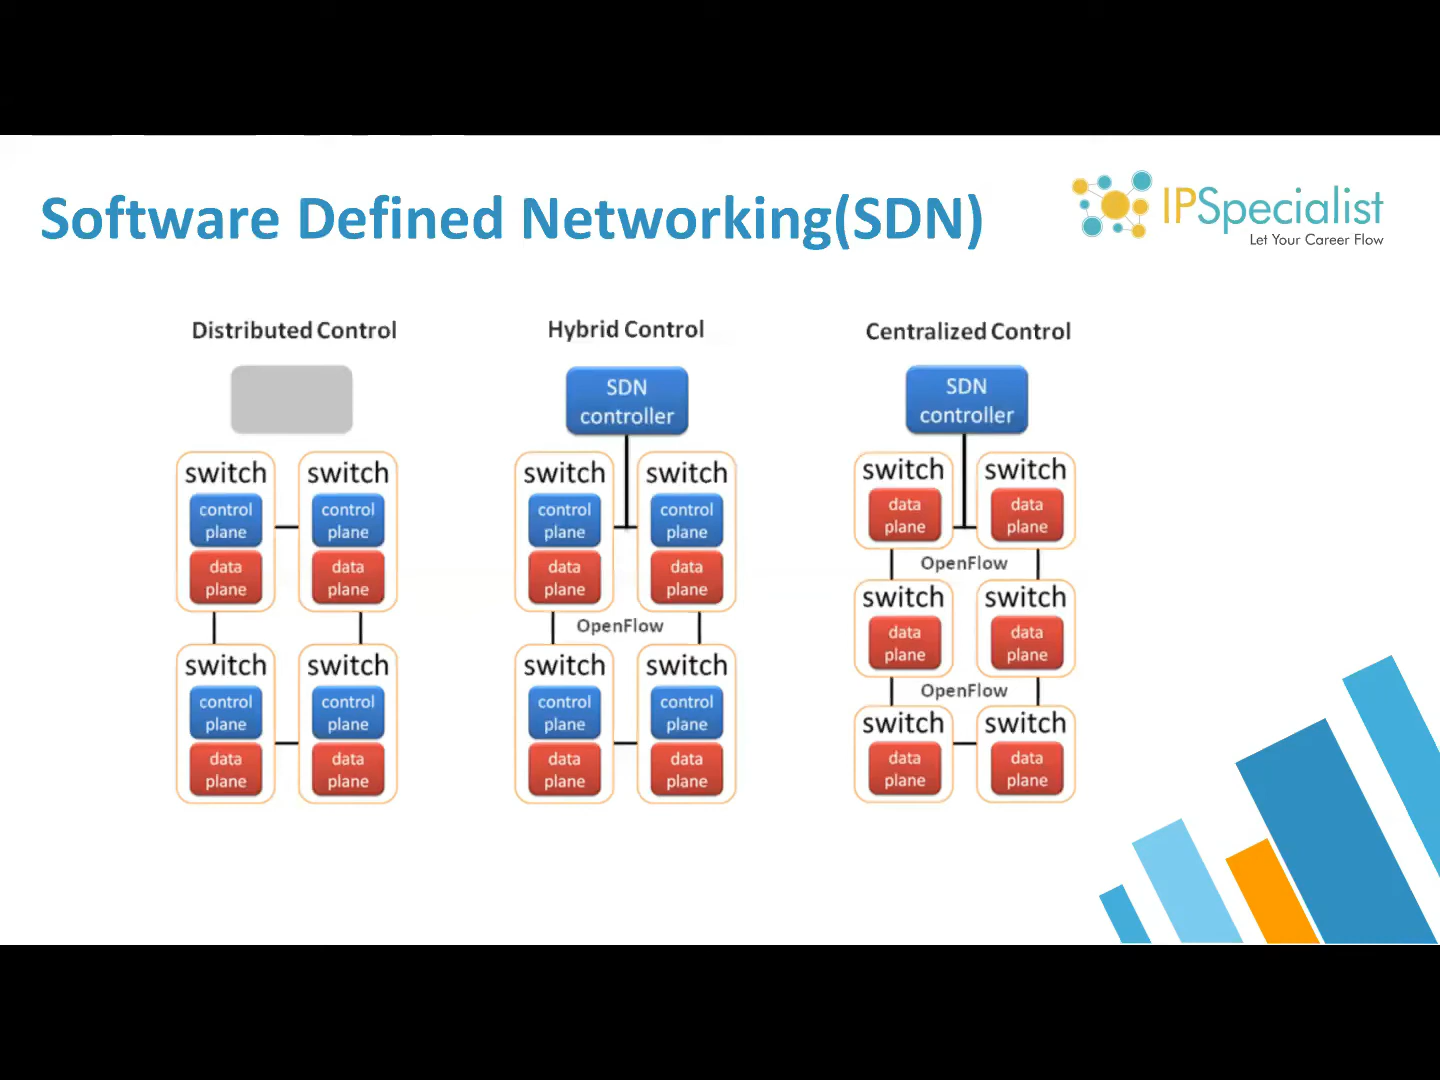 Software Defined Networking(SDN)
IPSpecialist
Let Your Career Flow
Distributed Control
switch
control
plane
data
plane
switch
control
plane
data
plane
switch
control
plane
data
plane
switch
control
plane
data
plane
Hybrid Control
SDN
controller
switch
control
plane
data
plane
switch
control
plane
data
plane
OpenFlow
switch
control
plane
data
plane
switch
control
plane
data
plane
Centralized Control
SDN
controller
switch
data
plane
switch
data
plane
OpenFlow
switch
data
plane
switch
data
plane
OpenFlow
switch
data
plane
switch
data
plane